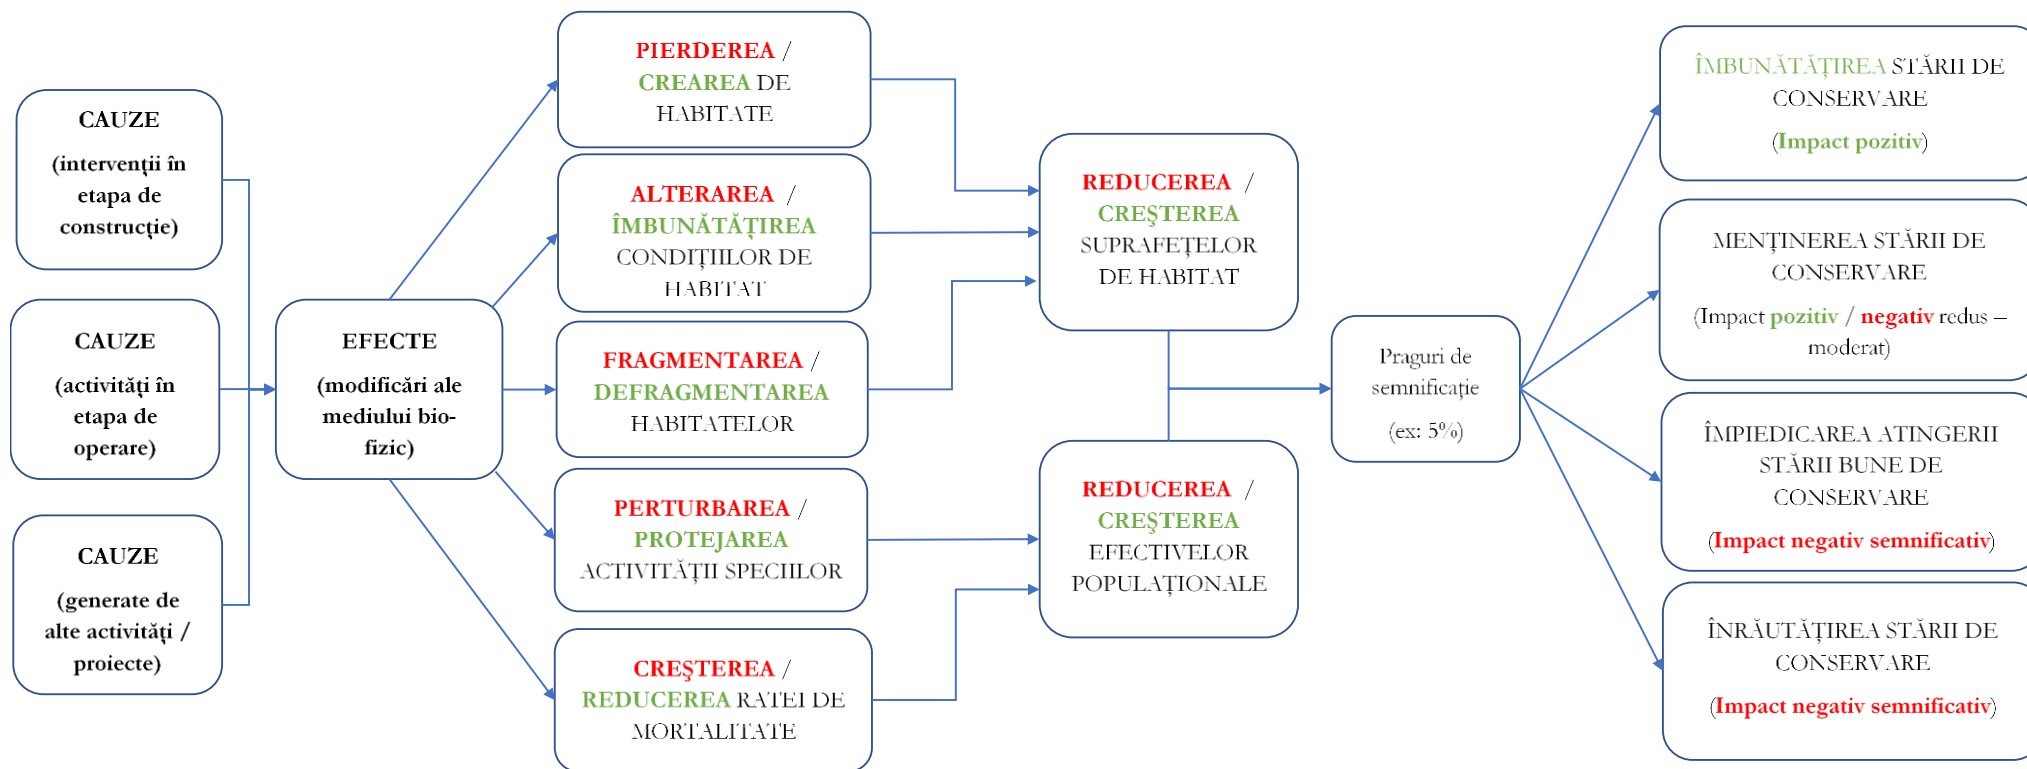 CAUZE
(intervenții în
etapa de
construcție)
CAUZE
(activități în
etapa de
operare)
CAUZE
(generate de
alte activități /
proiecte)
EFECTE
(modificări ale
mediului bio-
fizic)
PIERDEREA /
CREAREA DE
HABITATE
ALTERAREA /
ÎMBUNĂTĂȚIREA
CONDIȚIILOR DE
HABITAT
FRAGMENTAREA /
DEFRAGMENTAREA
HABITATELOR
PERTURBAREA /
PROTEJAREA
ACTIVITĂȚII SPECIILOR
CREŞTEREA /
REDUCEREA RATEI DE
MORTALITATE
REDUCEREA /
CREŞTEREA
SUPRAFEȚELOR
DE HABITAT
REDUCEREA /
CREŞTEREA
EFECTIVELOR
POPULAȚIONALE
Praguri de
semnificație
(ex: 5%)
ÎMBUNĂTĂȚIREA STĂRII DE
CONSERVARE
(Impact pozitiv)
MENȚINEREA STĂRII DE
CONSERVARE
(Impact pozitiv / negativ redus –
moderat)
ÎMPIEDICAREA ATINGERII
STĂRII BUNE DE
CONSERVARE
(Impact negativ semnificativ)
ÎNRĂUTĂȚIREA STĂRII DE
CONSERVARE
(Impact negativ semnificativ)